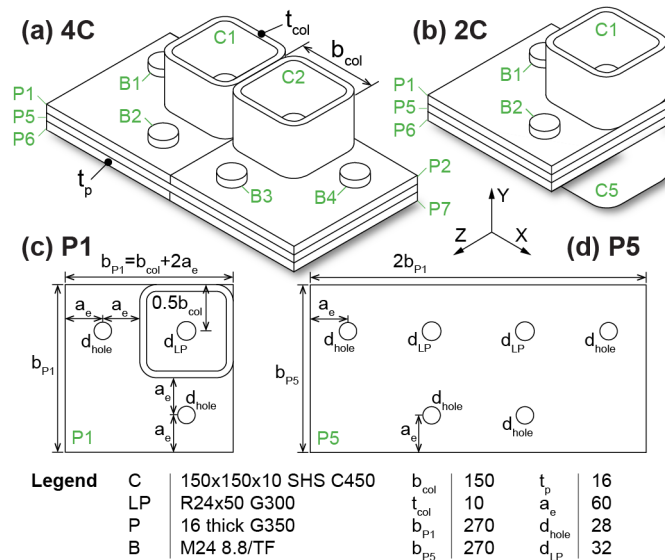 (a) 4C
(b) 2C
t_col
b_col
C1
C2
B1
B2
B3
B4
P1
P5
P6
t_p
P2
P7
C1
B1
B2
P1
P5
P6
C5
Y
Z
X
(c) P1
(d) P5
b_P1=b_col+2a_e
2b_P1
a_e
a_e
0.5b_col
d_hole
d_LP
b_P1
a_e
a_e
d_hole
P1
a_e
d_hole
d_LP
d_LP
d_hole
b_P5
d_hole
d_hole
a_e
P5
Legend C 150x150x10 SHS C450 b_col 150 t_p 16
LP R24x50 G300 t_col 10 a_e 60
P 16 thick G350 b_P1 270 d_hole 28
B M24 8.8/TF b_P5 270 d_LP 32